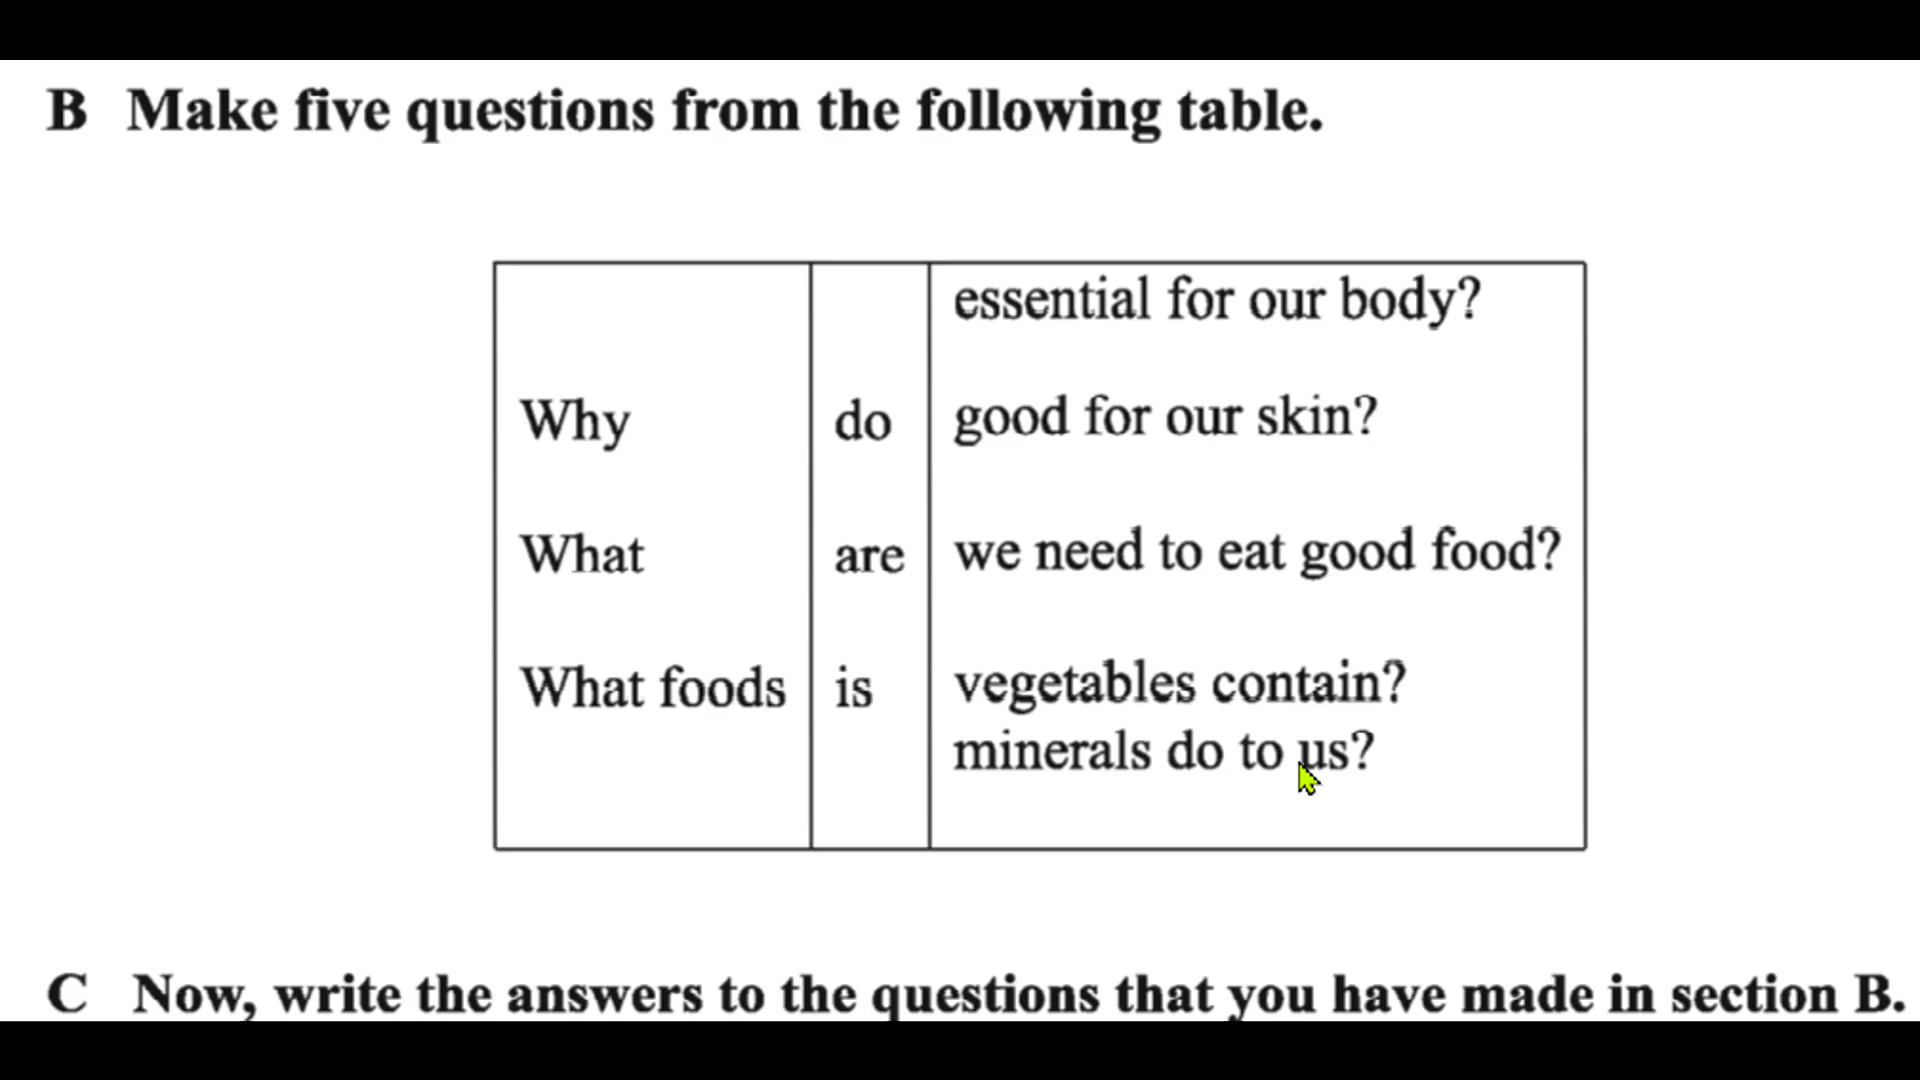 B Make five questions from the following table.
essential for our body?
Why do good for our skin?
What are we need to eat good food?
What foods is vegetables contain?
minerals do to us?
C Now, write the answers to the questions that you have made in section B.